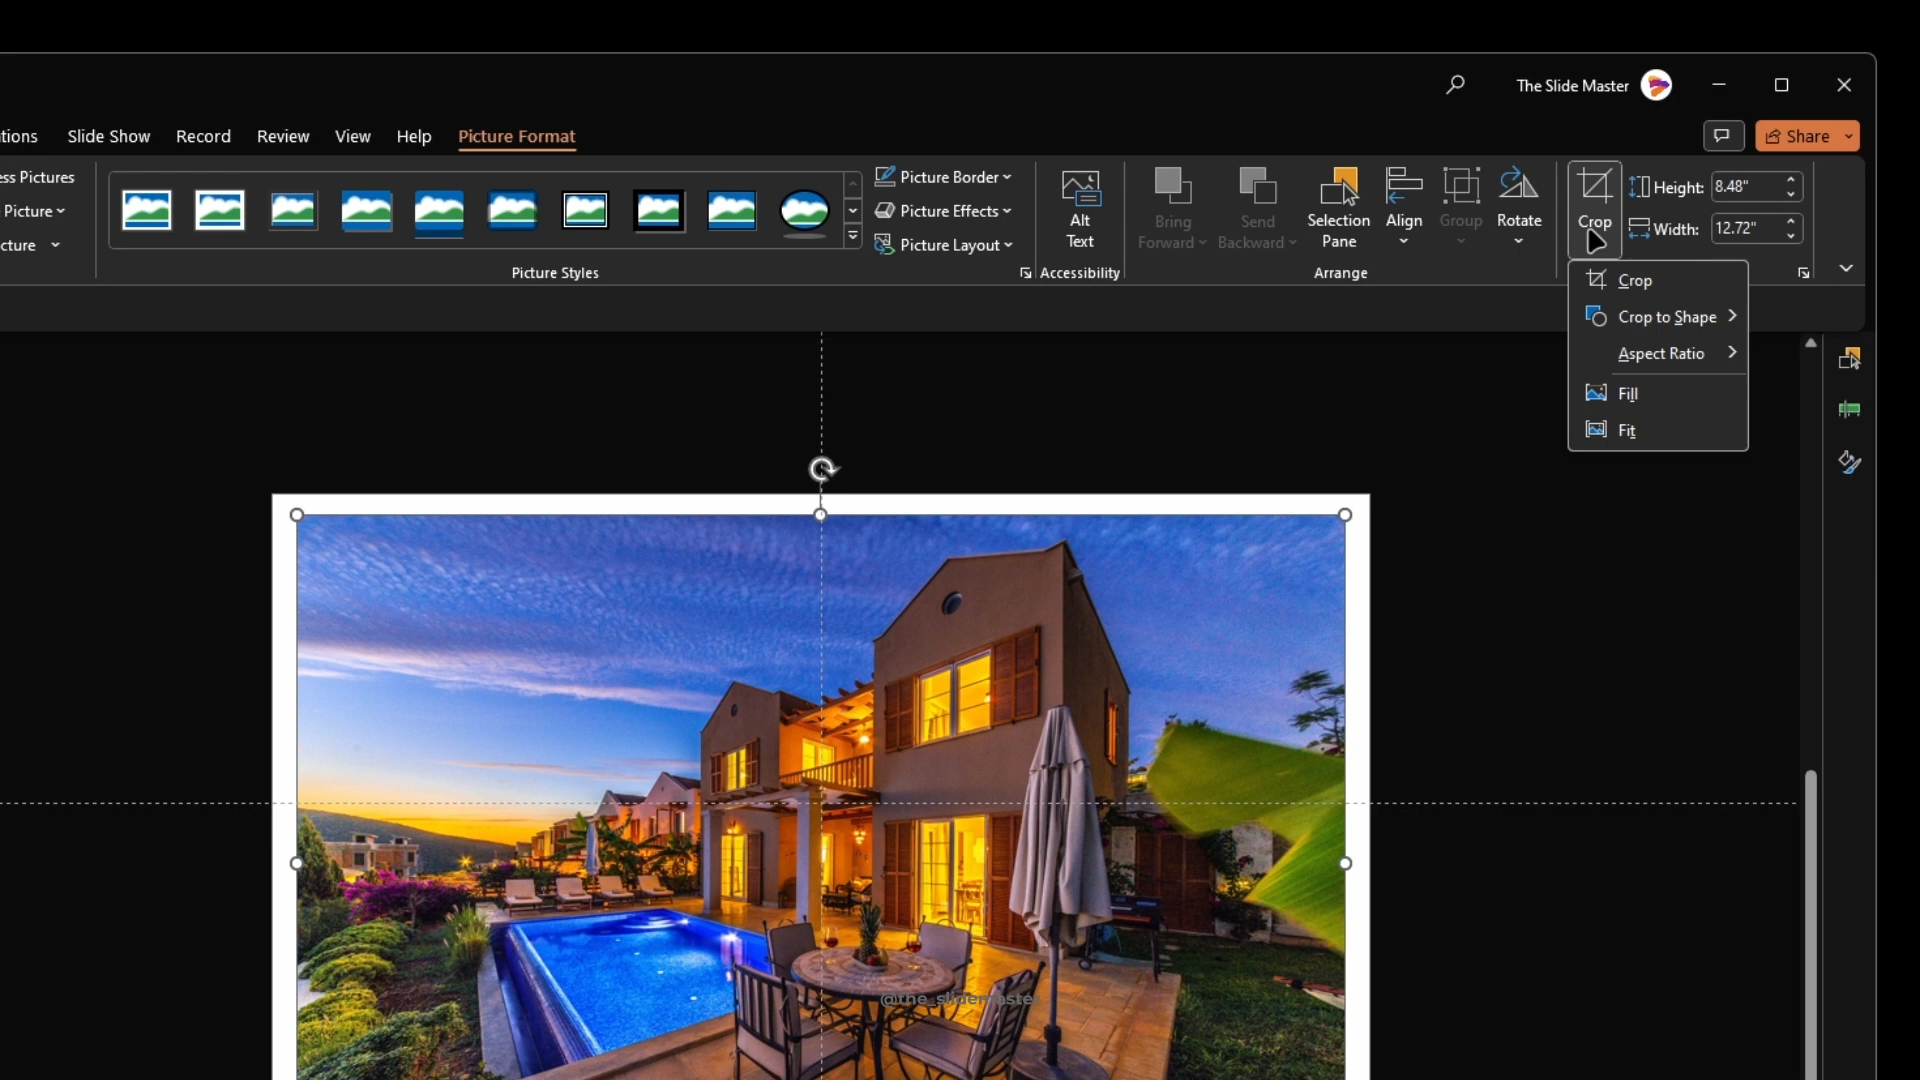 The Slide Master
tions Slide Show Record Review View Help Picture Format
Share
ess Pictures
Picture
cture
Picture Border
Picture Effects
Picture Layout
Picture Styles
Alt
Text
Accessibility
Bring
Forward
Send
Backward
Selection
Pane
Align
Group
Rotate
Arrange
Crop
Height: 8.48"
Width: 12.72"
Crop
Crop to Shape
Aspect Ratio
Fill
Fit
@the_slidemaster